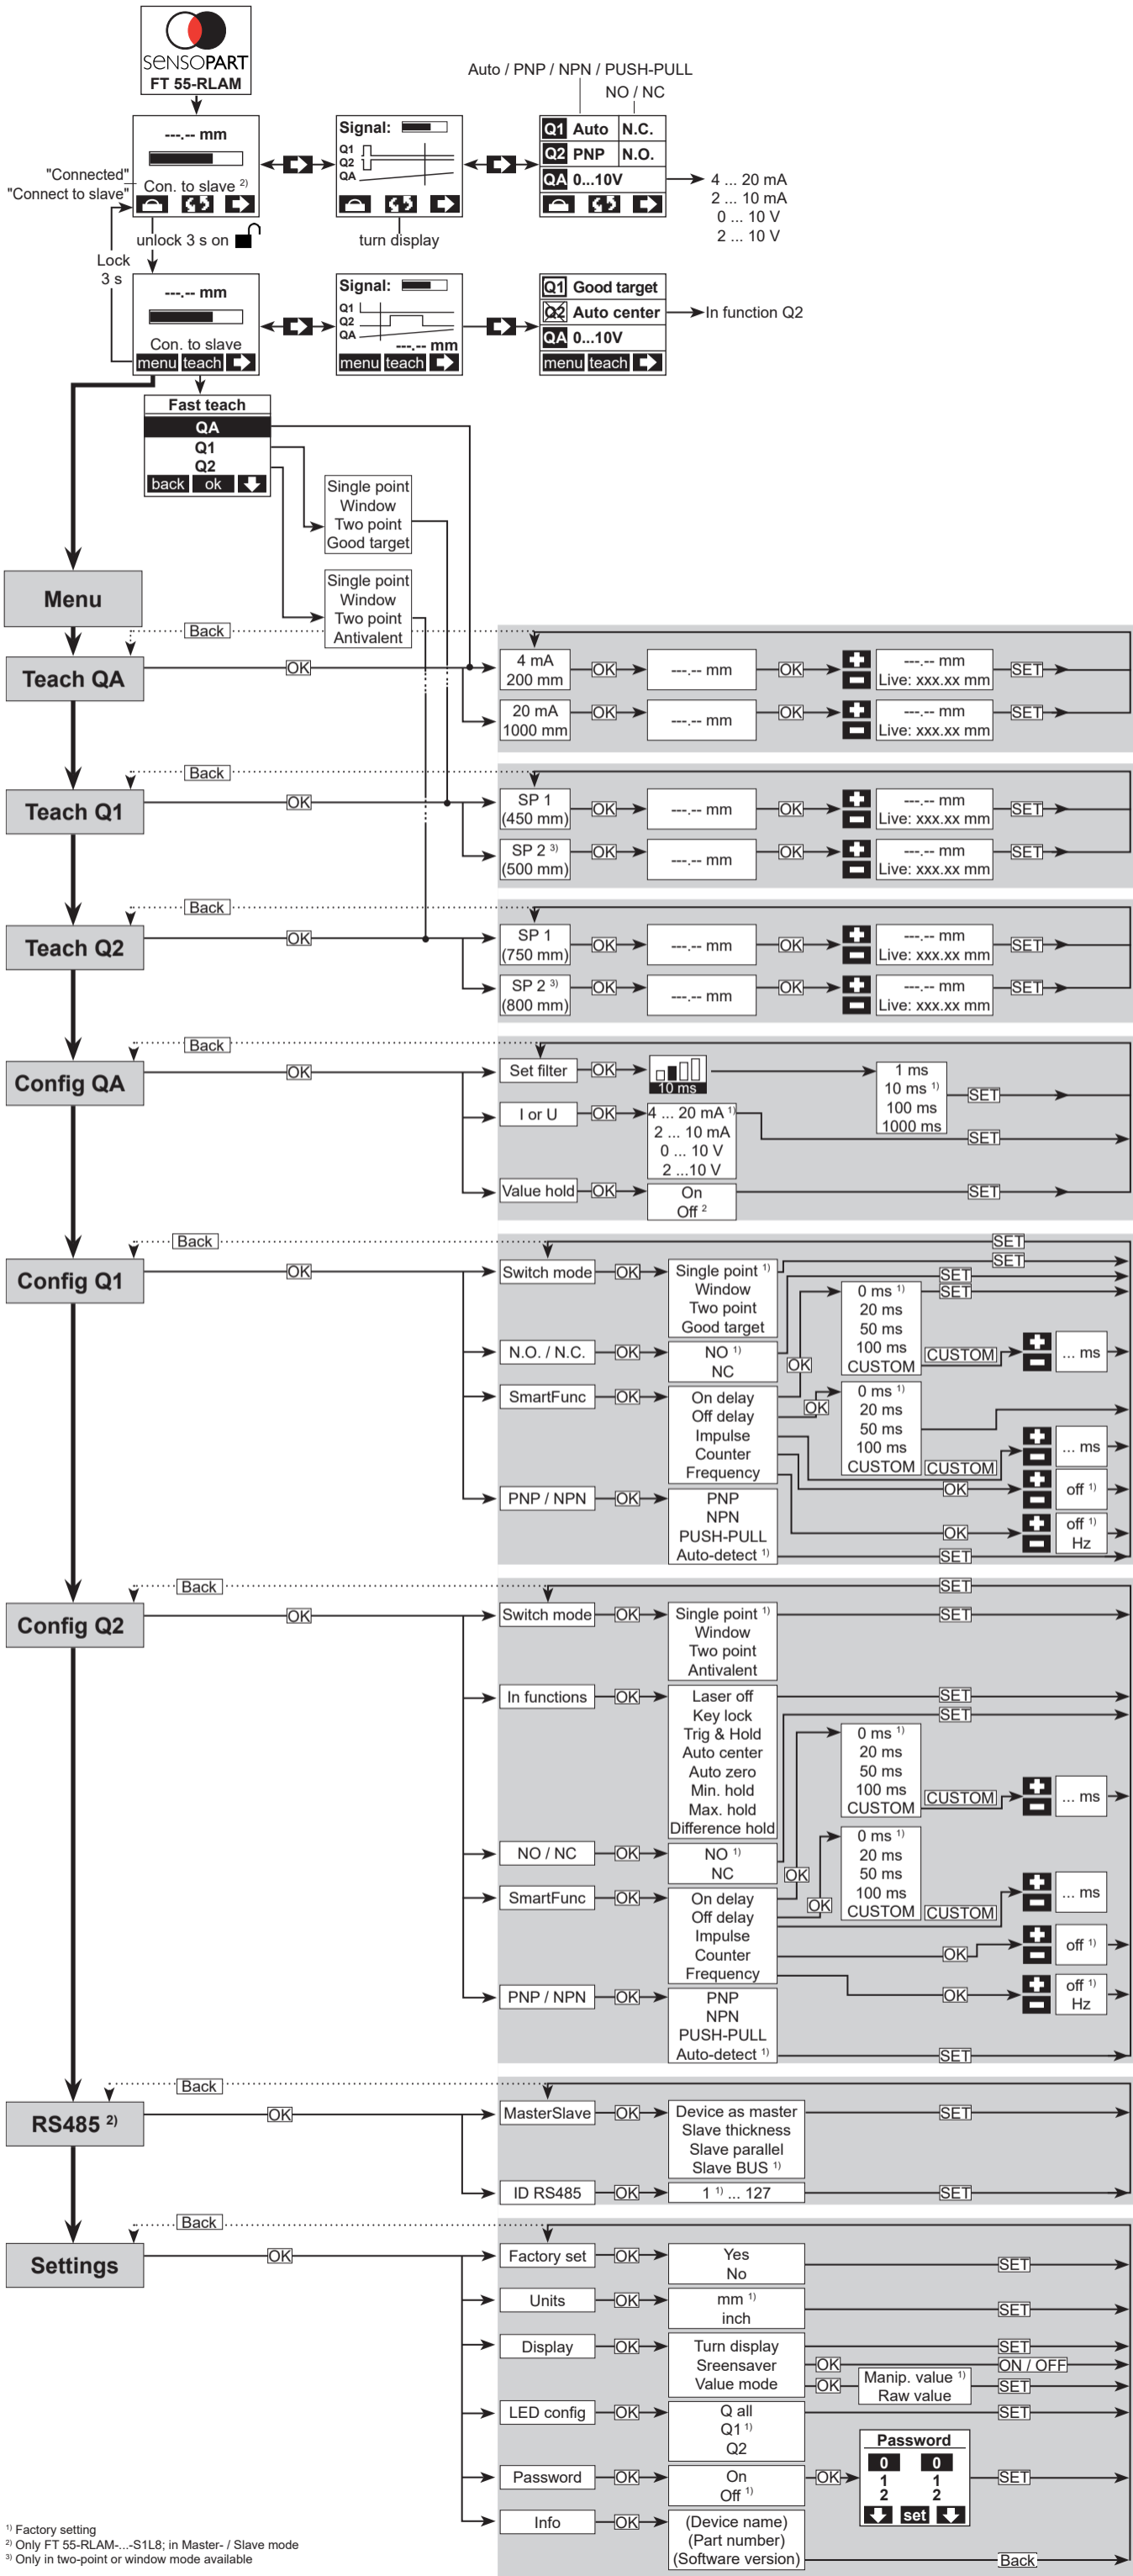 SENSOPART
FT 55-RLAM
Auto / PNP / NPN / PUSH-PULL
NO / NC
---.-- mm
"Connected"
"Connect to slave"
Con. to slave 2)
Signal:
Q1
Q2
QA
Q1 Auto N.C.
Q2 PNP N.O.
QA 0...10V
4 ... 20 mA
2 ... 10 mA
0 ... 10 V
2 ... 10 V
unlock 3 s on
turn display
Lock
3 s
---.-- mm
Con. to slave
menu teach
Signal:
Q1
Q2
QA
---.-- mm
menu teach
Q1 Good target
Q2 Auto center
QA 0...10V
menu teach
In function Q2
Fast teach
QA
Q1
Q2
back ok
Single point
Window
Two point
Good target
Single point
Window
Two point
Antivalent
Menu
Back
Teach QA
OK
4 mA
200 mm
OK
---.-- mm
OK
---.-- mm
Live: xxx.xx mm
SET
20 mA
1000 mm
OK
---.-- mm
OK
---.-- mm
Live: xxx.xx mm
SET
Back
Teach Q1
OK
SP 1
(450 mm)
OK
---.-- mm
OK
---.-- mm
Live: xxx.xx mm
SET
SP 2 3)
(500 mm)
OK
---.-- mm
OK
---.-- mm
Live: xxx.xx mm
SET
Back
Teach Q2
OK
SP 1
(750 mm)
OK
---.-- mm
OK
---.-- mm
Live: xxx.xx mm
SET
SP 2 3)
(800 mm)
OK
---.-- mm
OK
---.-- mm
Live: xxx.xx mm
SET
Back
Config QA
OK
Set filter
OK
10 ms
1 ms
10 ms 1)
100 ms
1000 ms
SET
I or U
OK
4 ... 20 mA 1)
2 ... 10 mA
0 ... 10 V
2 ...10 V
SET
Value hold
OK
On
Off 2
SET
Back
Config Q1
OK
SET
Switch mode
OK
Single point 1)
Window
Two point
Good target
SET
N.O. / N.C.
OK
NO 1)
NC
SET
SmartFunc
OK
On delay
Off delay
Impulse
Counter
Frequency
OK
0 ms 1)
20 ms
50 ms
100 ms
CUSTOM
SET
CUSTOM
... ms
OK
0 ms 1)
20 ms
50 ms
100 ms
CUSTOM
CUSTOM
... ms
OK
off 1)
OK
off 1)
Hz
PNP / NPN
OK
PNP
NPN
PUSH-PULL
Auto-detect 1)
SET
Back
Config Q2
OK
SET
Switch mode
OK
Single point 1)
Window
Two point
Antivalent
SET
In functions
OK
Laser off
Key lock
Trig & Hold
Auto center
Auto zero
Min. hold
Max. hold
Difference hold
SET
NO / NC
OK
NO 1)
NC
SET
SmartFunc
OK
On delay
Off delay
Impulse
Counter
Frequency
OK
0 ms 1)
20 ms
50 ms
100 ms
CUSTOM
CUSTOM
... ms
OK
0 ms 1)
20 ms
50 ms
100 ms
CUSTOM
CUSTOM
... ms
OK
off 1)
OK
off 1)
Hz
PNP / NPN
OK
PNP
NPN
PUSH-PULL
Auto-detect 1)
SET
Back
RS485 2)
OK
MasterSlave
OK
Device as master
Slave thickness
Slave parallel
Slave BUS 1)
SET
ID RS485
OK
1 1) ... 127
SET
Back
Settings
OK
Factory set
OK
Yes
No
SET
Units
OK
mm 1)
inch
SET
Display
OK
Turn display
Sreensaver
Value mode
SET
OK
ON / OFF
OK
Manip. value 1)
Raw value
SET
LED config
OK
Q all
Q1 1)
Q2
SET
Password
OK
On
Off 1)
OK
Password
0 0
1 1
2 2
set
SET
Info
OK
(Device name)
(Part number)
(Software version)
Back
1) Factory setting
2) Only FT 55-RLAM-...-S1L8; in Master- / Slave mode
3) Only in two-point or window mode available